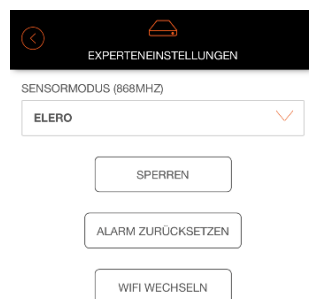 EXPERTENEINSTELLUNGEN
SENSORMODUS (868MHZ)
ELERO
SPERREN
ALARM ZURÜCKSETZEN
WIFI WECHSELN